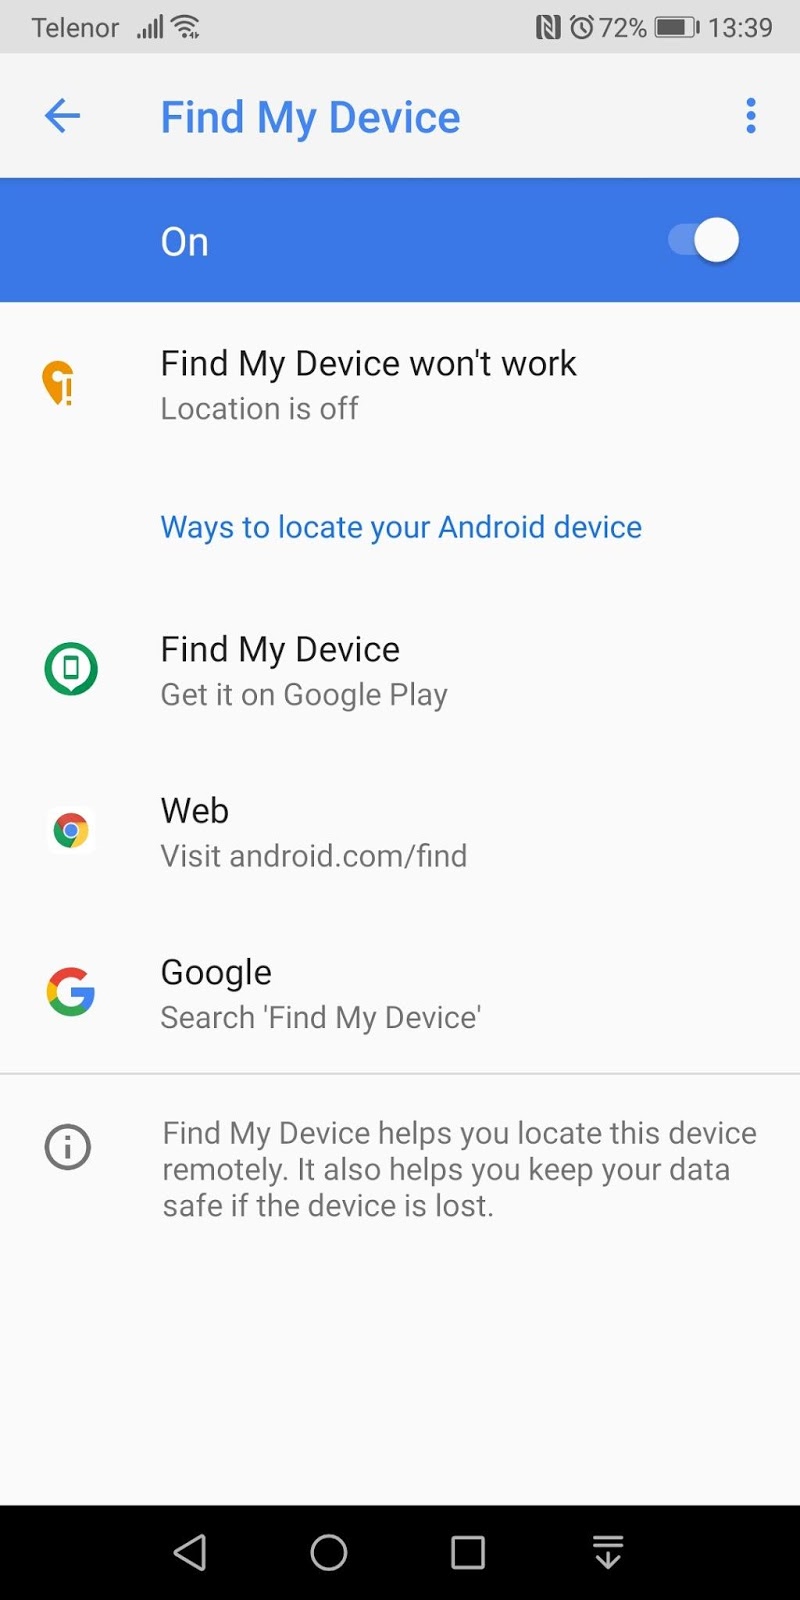 Telenor 72% 13:39
Find My Device
On
Find My Device won't work
Location is off
Ways to locate your Android device
Find My Device
Get it on Google Play
Web
Visit android.com/find
Google
Search 'Find My Device'
Find My Device helps you locate this device
remotely. It also helps you keep your data
safe if the device is lost.